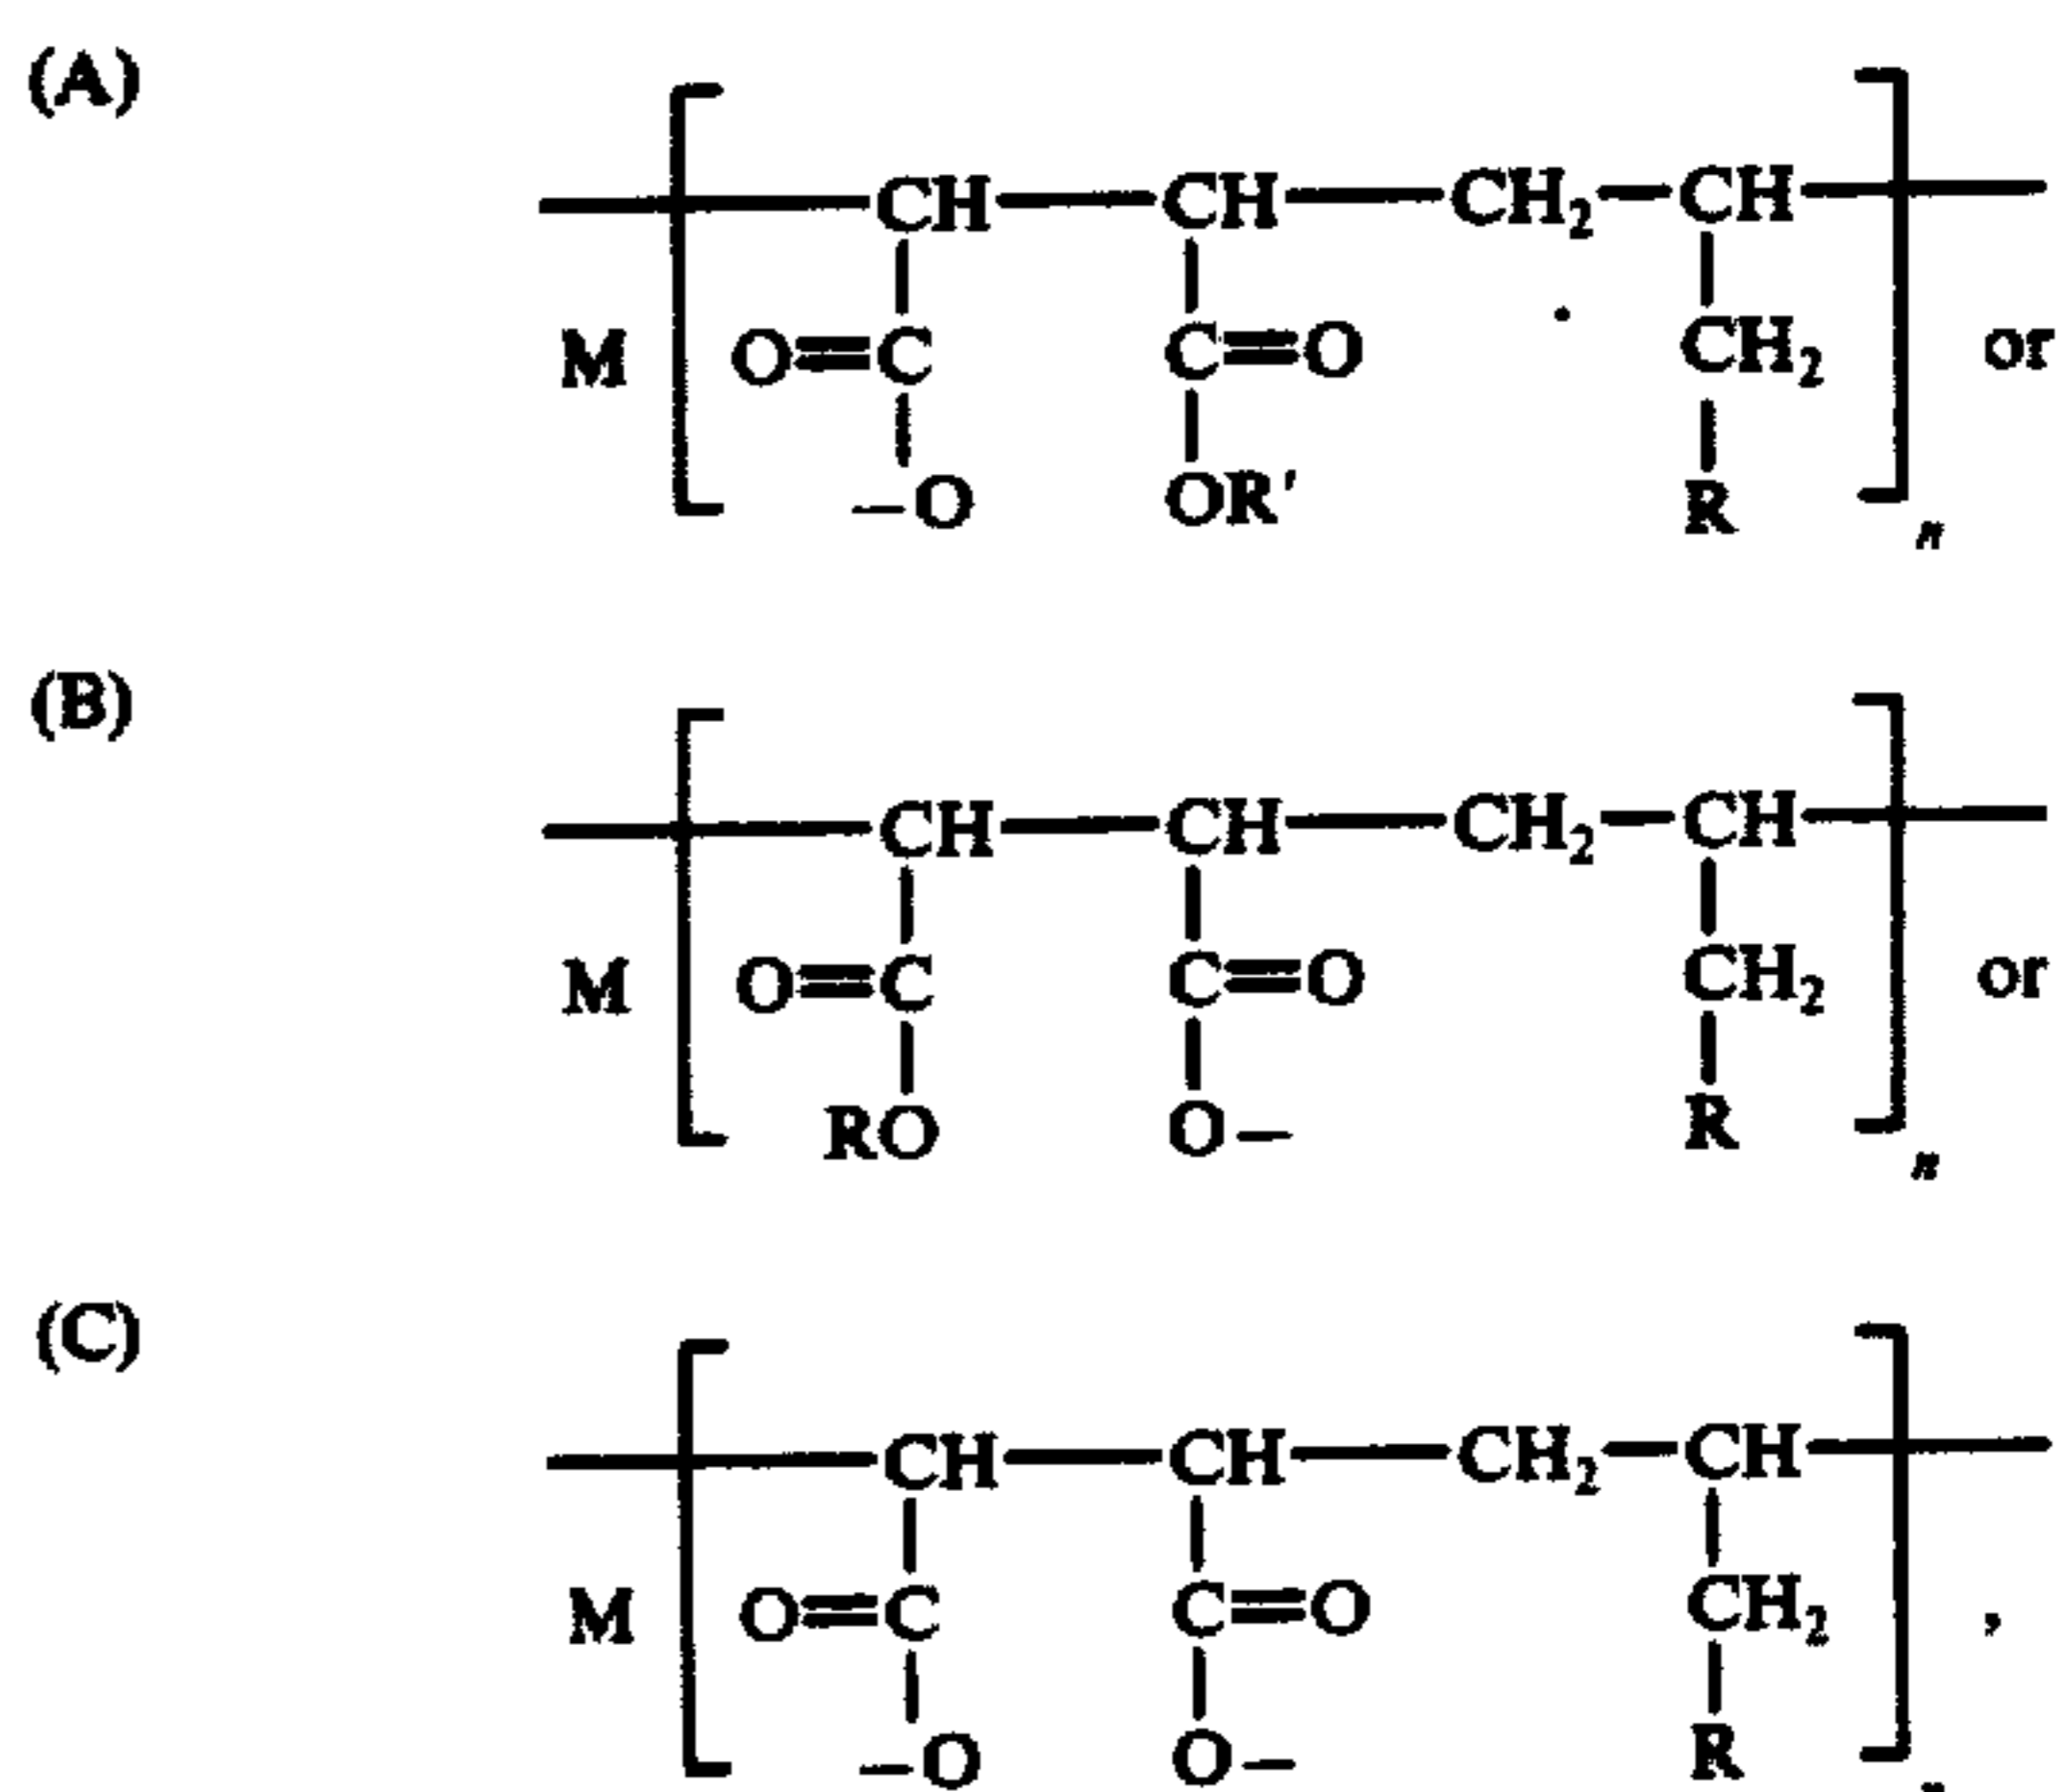 (A)
CH CH CH₂ CH
M O=C C=O CH₂ or
−O OR' R
n
(B)
CH CH CH₂ CH
M O=C C=O CH₂ or
RO O− R
n
(C)
CH CH CH₂ CH
M O=C C=O CH₂ ,
−O O− R